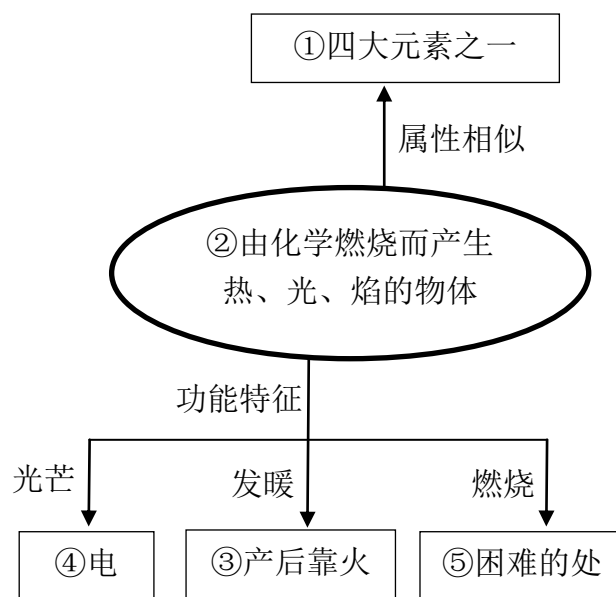 ①四大元素之一
属性相似
②由化学燃烧而产生
热、光、焰的物体
功能特征
光芒
发暖
燃烧
④电
③产后靠火
⑤困难的处